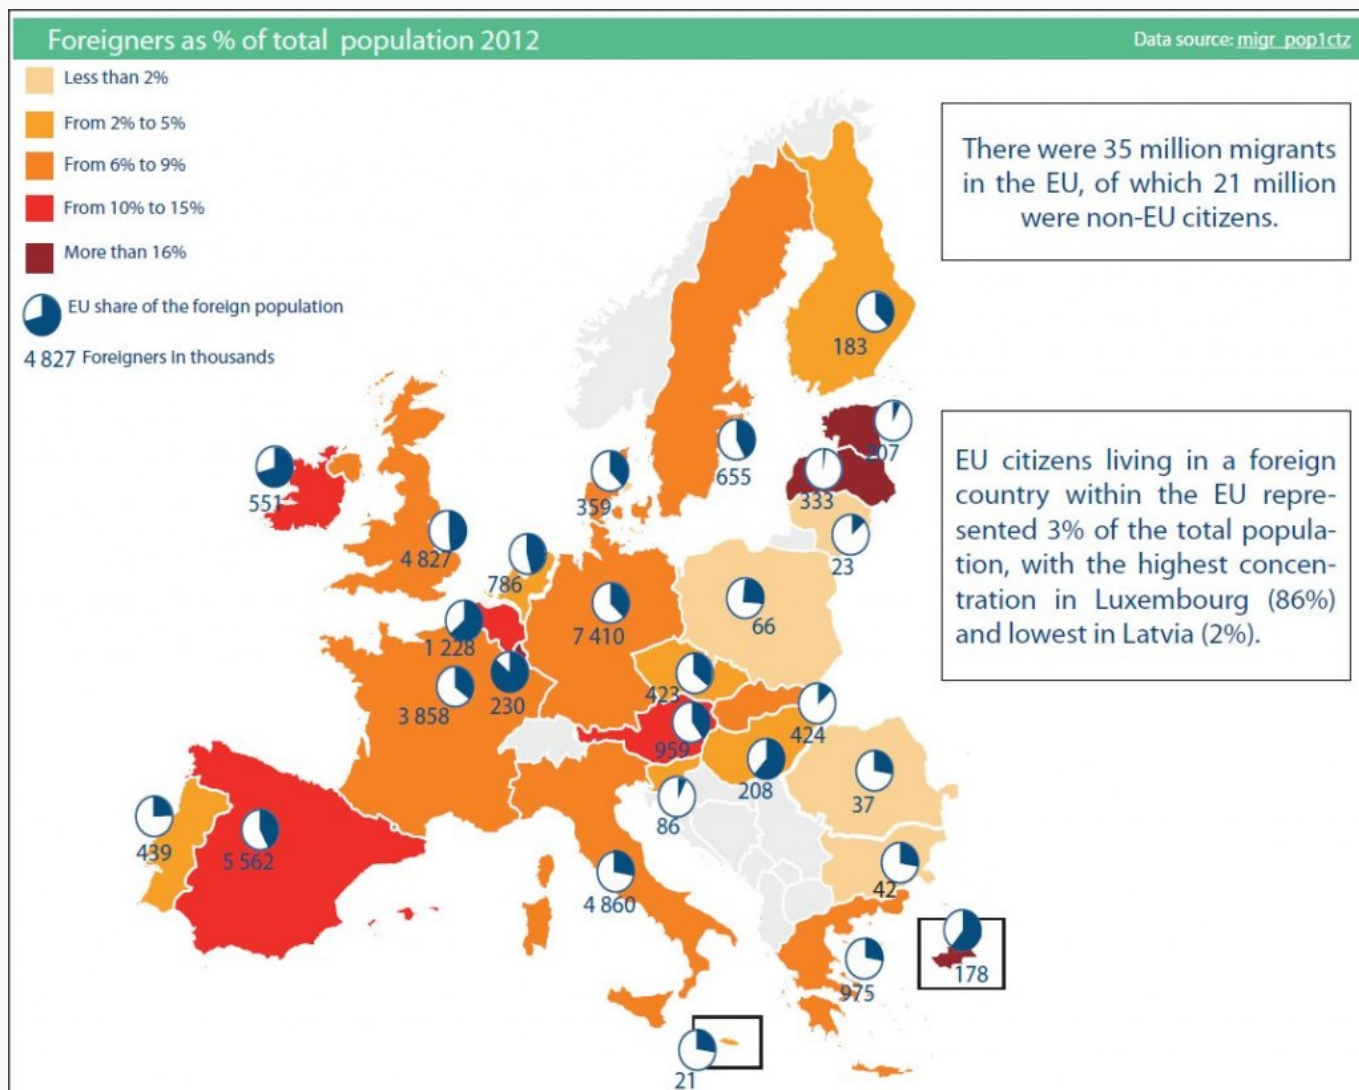 Foreigners as % of total population 2012
Data source: migr_pop1ctz
Less than 2%
From 2% to 5%
From 6% to 9%
From 10% to 15%
More than 16%
EU share of the foreign population
4 827 Foreigners in thousands
There were 35 million migrants
in the EU, of which 21 million
were non-EU citizens.
183
207
655
333
551
359
EU citizens living in a foreign
country within the EU repre-
sented 3% of the total popula-
tion, with the highest concen-
tration in Luxembourg (86%)
and lowest in Latvia (2%).
4 827
23
786
7 410
66
1 228
423
230
3 858
424
959
208
37
86
439
5 562
42
4 860
178
975
21